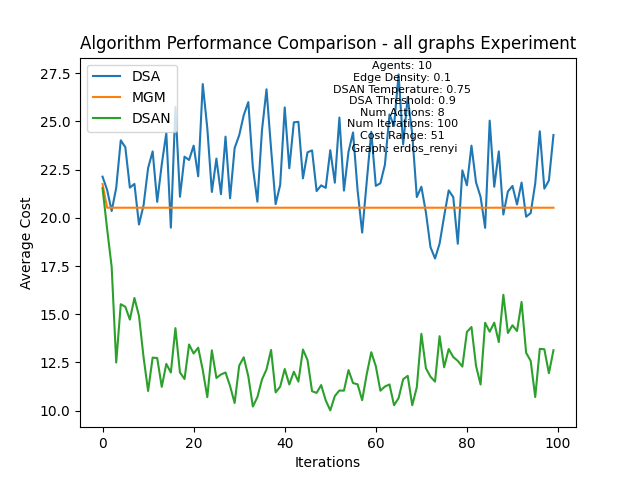 Algorithm Performance Comparison - all graphs Experiment
DSA
MGM
DSAN
Agents: 10
Edge Density: 0.1
DSAN Temperature: 0.75
DSA Threshold: 0.9
Num Actions: 8
Num Iterations: 100
Cost Range: 51
Graph: erdos_renyi
Average Cost
27.5
25.0
22.5
20.0
17.5
15.0
12.5
10.0
0 20 40 60 80 100
Iterations